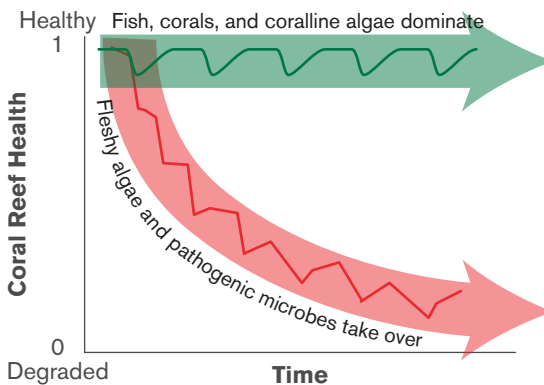 Healthy
Fish, corals, and coralline algae dominate
1
Coral Reef Health
Fleshy algae and pathogenic microbes take over
0
Degraded
Time